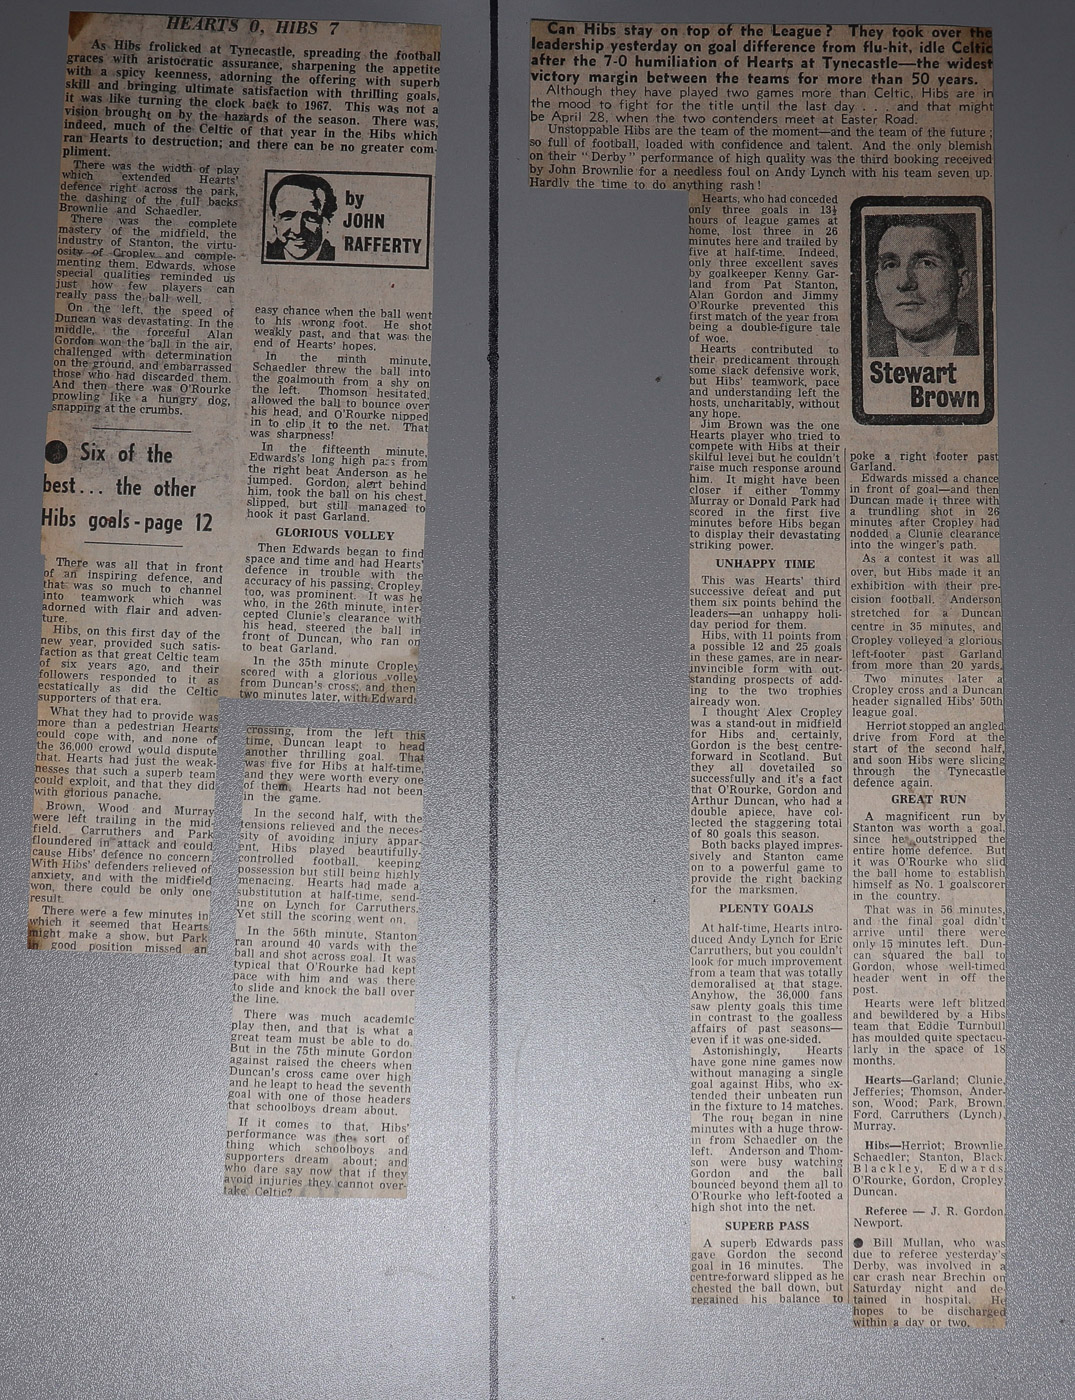 HEARTS 0, HIBS 7
As Hibs frolicked at Tynecastle, spreading the football
graces with aristocratic assurance, sharpening the appetite
with a spicy keenness, adorning the offering with superb
skill and bringing ultimate satisfaction with thrilling goals,
it was like turning the clock back to 1967. This was not a
vision brought on by the hazards of the season. There was,
indeed, much of the Celtic of that year in the Hibs which
ran Hearts to destruction; and there can be no greater com-
pliment.
There was the width of play
which extended Hearts'
defence right across the park,
the dashing of the full backs,
Brownlie and Schaedler.
There was the complete
mastery of the midfield, the
industry of Stanton, the virtu-
osity of Cropley and comple-
menting them, Edwards, whose
special qualities reminded us
just how few players can
really pass the ball well.
On the left, the speed of
Duncan was devastating. In the
middle, the forceful Alan
Gordon won the ball in the air,
challenged with determination
on the ground, and embarrassed
those who had discarded them.
And then there was O'Rourke
prowling like a hungry dog,
snapping at the crumbs.
● Six of the
best... the other
Hibs goals - page 12
There was all that in front
of an inspiring defence, and
that was so much to channel
into teamwork which was
adorned with flair and adven-
ture.
Hibs, on this first day of the
new year, provided such satis-
faction as that great Celtic team
of six years ago, and their
followers responded to it as
ecstatically as did the Celtic
supporters of that era.
What they had to provide was
more than a pedestrian Hearts
could cope with, and none of
the 36,000 crowd would dispute
that. Hearts had just the weak-
nesses that such a superb team
could exploit, and that they did
with glorious panache.
Brown, Wood and Murray
were left trailing in the mid-
field. Carruthers and Park
floundered in attack and could
cause Hibs' defence no concern.
With Hibs' defenders relieved of
anxiety, and with the midfield
won, there could be only one
result.
There were a few minutes in
which it seemed that Hearts
might make a show, but Park
in good position missed an
by
JOHN
RAFFERTY
easy chance when the ball went
to his wrong foot. He shot
weakly past, and that was the
end of Hearts' hopes.
In the ninth minute,
Schaedler threw the ball into
the goalmouth from a shy on
the left. Thomson hesitated,
allowed the ball to bounce over
his head, and O'Rourke nipped
in to clip it to the net. That
was sharpness!
In the fifteenth minute,
Edwards's long high pass from
the right beat Anderson as he
jumped. Gordon, alert behind
him, took the ball on his chest,
slipped, but still managed to
hook it past Garland.
GLORIOUS VOLLEY
Then Edwards began to find
space and time and had Hearts'
defence in trouble with the
accuracy of his passing. Cropley,
too, was prominent. It was he
who, in the 26th minute, inter-
cepted Clunie's clearance with
his head, steered the ball in
front of Duncan, who ran on
to beat Garland.
In the 35th minute Cropley
scored with a glorious volley
from Duncan's cross; and then
two minutes later, with Edwards
crossing, from the left this
time, Duncan leapt to head
another thrilling goal. That
was five for Hibs at half-time,
and they were worth every one
of them. Hearts had not been
in the game.
In the second half, with the
tensions relieved and the neces-
sity of avoiding injury appar-
ent, Hibs played beautifully-
controlled football, keeping
possession but still being highly
menacing. Hearts had made a
substitution at half-time, send-
ing on Lynch for Carruthers.
Yet still the scoring went on.
In the 56th minute, Stanton
ran around 40 yards with the
ball and shot across goal. It was
typical that O'Rourke had kept
pace with him and was there
to slide and knock the ball over
the line.
There was much academic
play then, and that is what a
great team must be able to do.
But in the 75th minute Gordon
against raised the cheers when
Duncan's cross came over high
and he leapt to head the seventh
goal with one of those headers
that schoolboys dream about.
If it comes to that, Hibs'
performance was the sort of
thing which schoolboys and
supporters dream about; and
who dare say now that if they
avoid injuries they cannot over-
take Celtic?
Can Hibs stay on top of the League? They took over the
leadership yesterday on goal difference from flu-hit, idle Celtic
after the 7-0 humiliation of Hearts at Tynecastle—the widest
victory margin between the teams for more than 50 years.
Although they have played two games more than Celtic, Hibs are in
the mood to fight for the title until the last day . . . and that might
be April 28, when the two contenders meet at Easter Road.
Unstoppable Hibs are the team of the moment—and the team of the future;
so full of football, loaded with confidence and talent. And the only blemish
on their "Derby" performance of high quality was the third booking received
by John Brownlie for a needless foul on Andy Lynch with his team seven up.
Hardly the time to do anything rash!
Hearts, who had conceded
only three goals in 13½
hours of league games at
home, lost three in 26
minutes here and trailed by
five at half-time. Indeed,
only three excellent saves
by goalkeeper Kenny Gar-
land from Pat Stanton,
Alan Gordon and Jimmy
O'Rourke prevented this
first match of the year from
being a double-figure tale
of woe.
Hearts contributed to
their predicament through
some slack defensive work,
but Hibs' teamwork, pace
and understanding left the
hosts, uncharitably, without
any hope.
Jim Brown was the one
Hearts player who tried to
compete with Hibs at their
skilful level but he couldn't
raise much response around
him. It might have been
closer if either Tommy
Murray or Donald Park had
scored in the first five
minutes before Hibs began
to display their devastating
striking power.
UNHAPPY TIME
This was Hearts' third
successive defeat and put
them six points behind the
leaders—an unhappy holi-
day period for them.
Hibs, with 11 points from
a possible 12 and 25 goals
in these games, are in near-
invincible form with out-
standing prospects of add-
ing to the two trophies
already won.
I thought Alex Cropley
was a stand-out in midfield
for Hibs and, certainly,
Gordon is the best centre-
forward in Scotland. But
they all dovetailed so
successfully and it's a fact
that O'Rourke, Gordon and
Arthur Duncan, who had a
double apiece, have col-
lected the staggering total
of 80 goals this season.
Both backs played impres-
sively and Stanton came
on to a powerful game to
provide the right backing
for the marksmen.
PLENTY GOALS
At half-time, Hearts intro-
duced Andy Lynch for Eric
Carruthers, but you couldn't
look for much improvement
from a team that was totally
demoralised at that stage.
Anyhow, the 36,000 fans
saw plenty goals this time
in contrast to the goalless
affairs of past seasons—
even if it was one-sided.
Astonishingly, Hearts
have gone nine games now
without managing a single
goal against Hibs, who ex-
tended their unbeaten run
in the fixture to 14 matches.
The rout began in nine
minutes with a huge throw-
in from Schaedler on the
left. Anderson and Thom-
son were busy watching
Gordon and the ball
bounced beyond them all to
O'Rourke who left-footed a
high shot into the net.
SUPERB PASS
A superb Edwards pass
gave Gordon the second
goal in 16 minutes. The
centre-forward slipped as he
chested the ball down, but
regained his balance to
Stewart
Brown
poke a right footer past
Garland.
Edwards missed a chance
in front of goal—and then
Duncan made it three with
a trundling shot in 26
minutes after Cropley had
nodded a Clunie clearance
into the winger's path.
As a contest it was all
over, but Hibs made it an
exhibition with their pre-
cision football. Anderson
stretched for a Duncan
centre in 35 minutes, and
Cropley volleyed a glorious
left-footer past Garland
from more than 20 yards.
Two minutes later a
Cropley cross and a Duncan
header signalled Hibs' 50th
league goal.
Herriot stopped an angled
drive from Ford at the
start of the second half,
and soon Hibs were slicing
through the Tynecastle
defence again.
GREAT RUN
A magnificent run by
Stanton was worth a goal,
since he outstripped the
entire home defence. But
it was O'Rourke who slid
the ball home to establish
himself as No. 1 goalscorer
in the country.
That was in 56 minutes,
and the final goal didn't
arrive until there were
only 15 minutes left. Dun-
can squared the ball to
Gordon, whose well-timed
header went in off the
post.
Hearts were left blitzed
and bewildered by a Hibs
team that Eddie Turnbull
has moulded quite spectacu-
larly in the space of 18
months.
Hearts—Garland; Clunie,
Jefferies; Thomson, Ander-
son, Wood; Park, Brown,
Ford, Carruthers (Lynch),
Murray.
Hibs—Herriot; Brownlie,
Schaedler; Stanton, Black,
Blackley, Edwards,
O'Rourke, Gordon, Cropley,
Duncan.
Referee — J. R. Gordon,
Newport.
● Bill Mullan, who was
due to referee yesterday's
Derby, was involved in a
car crash near Brechin on
Saturday night and de-
tained in hospital. He
hopes to be discharged
within a day or two.